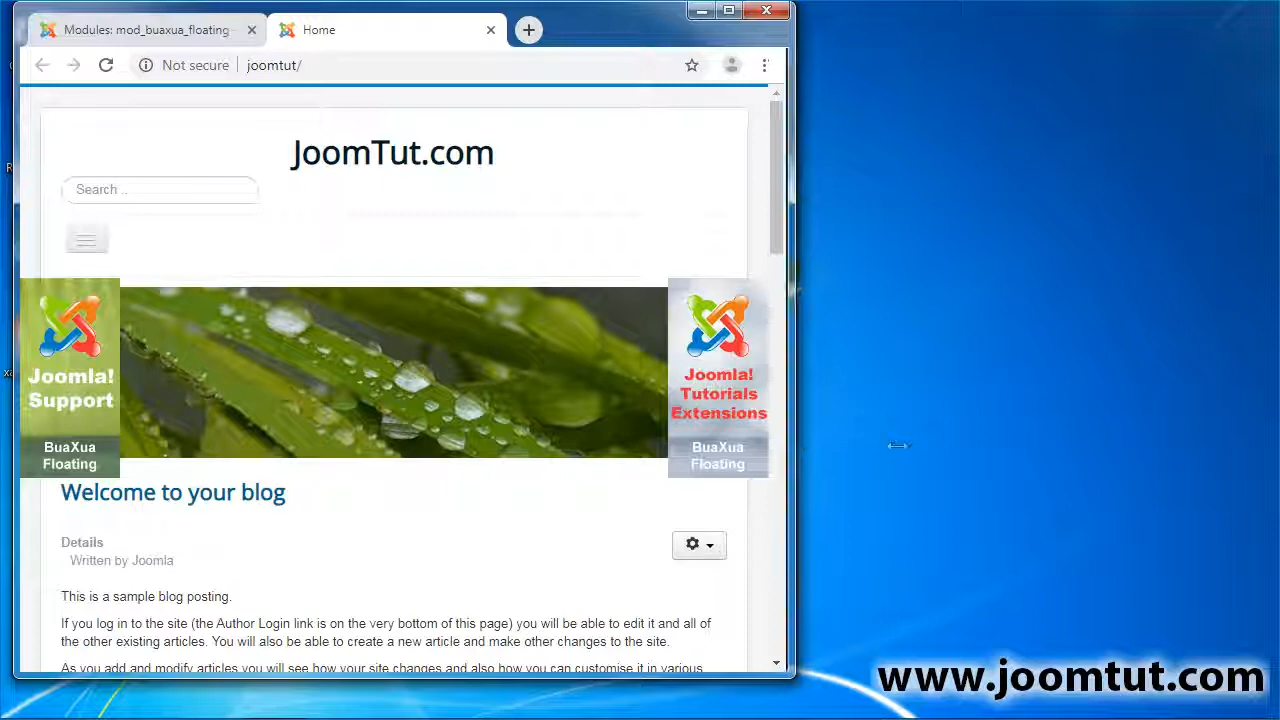 Modules: mod_buaxua_floating
Home
Not secure
joomtut/
JoomTut.com
Search ..
Joomla!
Support
BuaXua
Floating
Joomla!
Tutorials
Extensions
BuaXua
Floating
Welcome to your blog
Details
Written by Joomla
This is a sample blog posting.
If you log in to the site (the Author Login link is on the very bottom of this page) you will be able to edit it and all of
the other existing articles. You will also be able to create a new article and make other changes to the site.
As you add and modify articles you will see how your site changes and also how you can customise it in various
www.joomtut.com